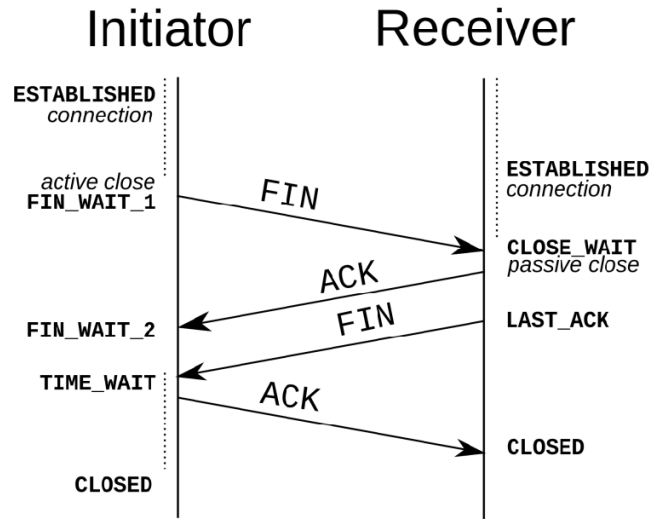 Initiator
Receiver
ESTABLISHED
connection
active close
FIN_WAIT_1
FIN
ESTABLISHED
connection
CLOSE_WAIT
passive close
ACK
FIN_WAIT_2
FIN
LAST_ACK
TIME_WAIT
ACK
CLOSED
CLOSED